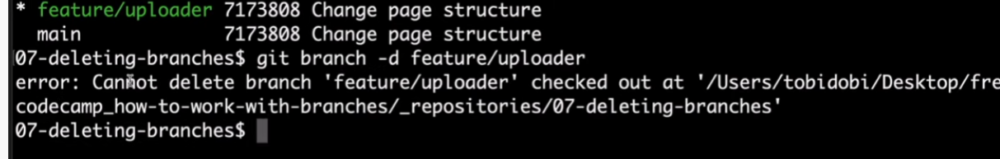 * feature/uploader 7173808 Change page structure
  main             7173808 Change page structure
07-deleting-branches$ git branch -d feature/uploader
error: Cannot delete branch 'feature/uploader' checked out at '/Users/tobidobi/Desktop/fre
codecamp_how-to-work-with-branches/_repositories/07-deleting-branches'
07-deleting-branches$